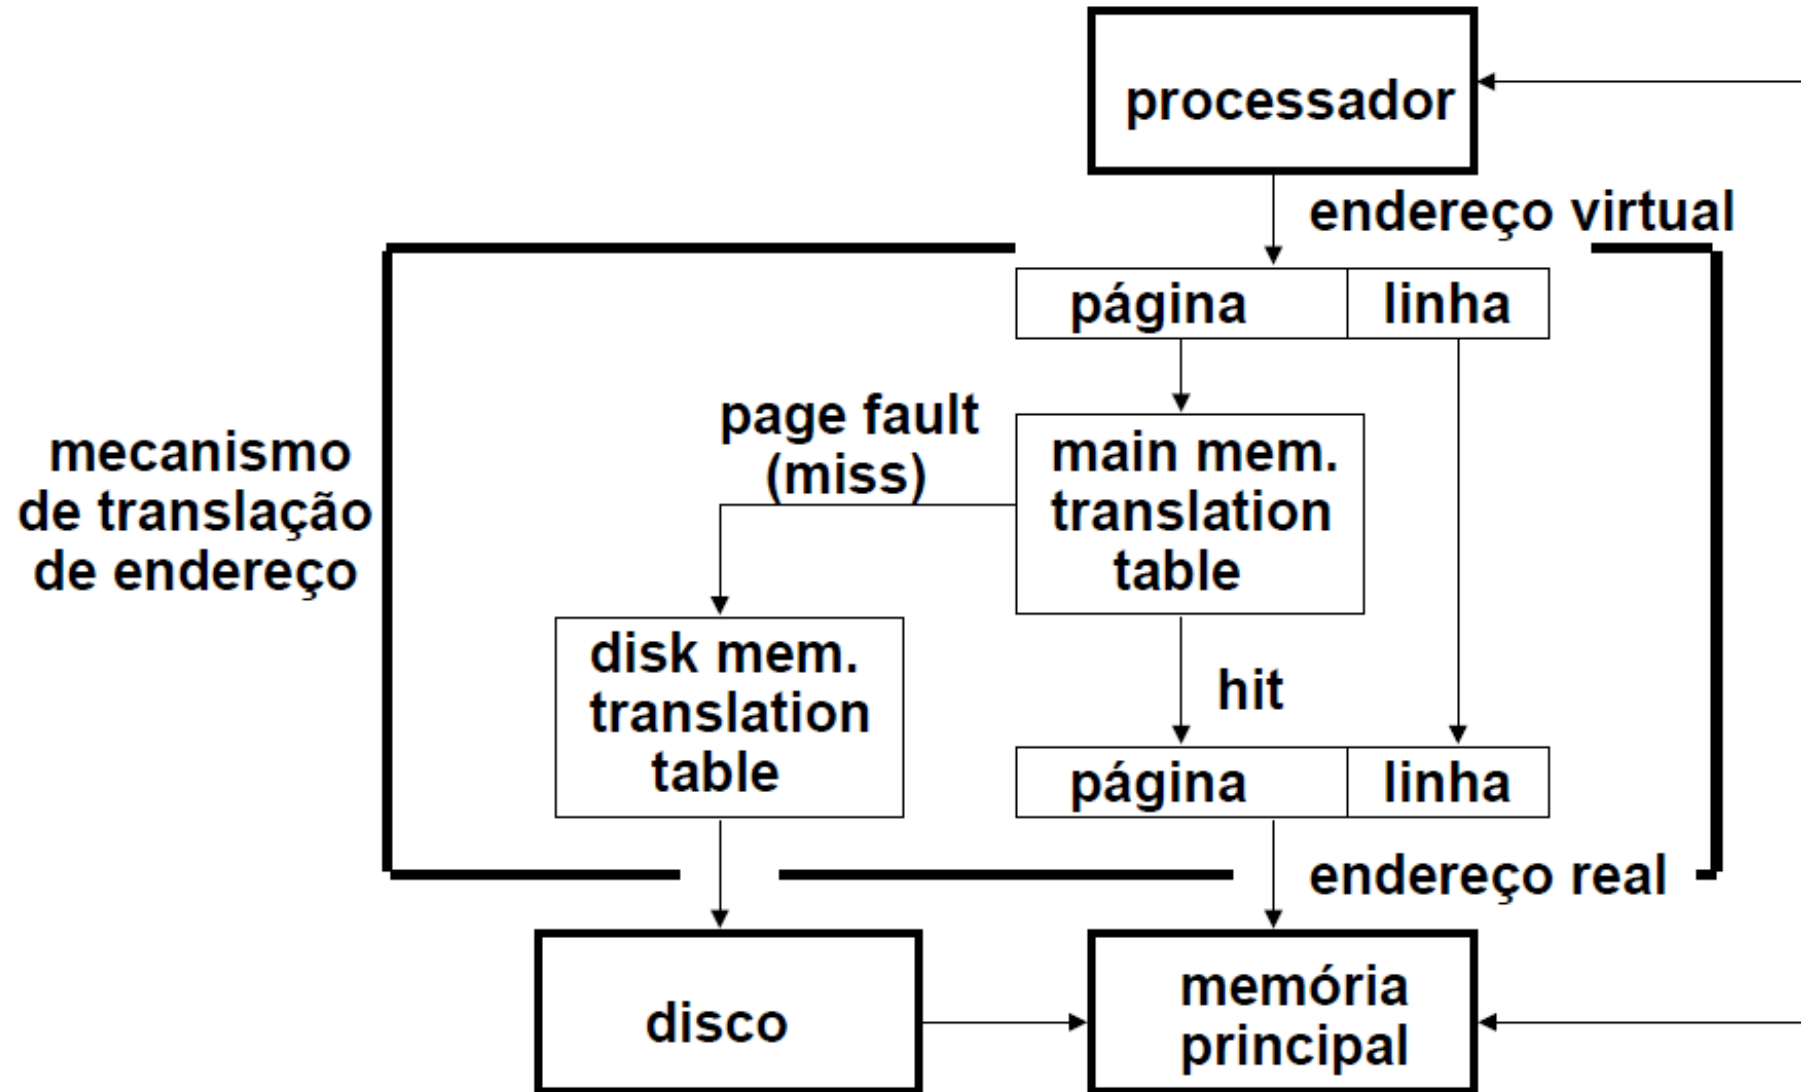 processador
endereço virtual
página
linha
page fault
(miss)
main mem.
translation
table
mecanismo
de translação
de endereço
disk mem.
translation
table
hit
página
linha
endereço real
disco
memória
principal